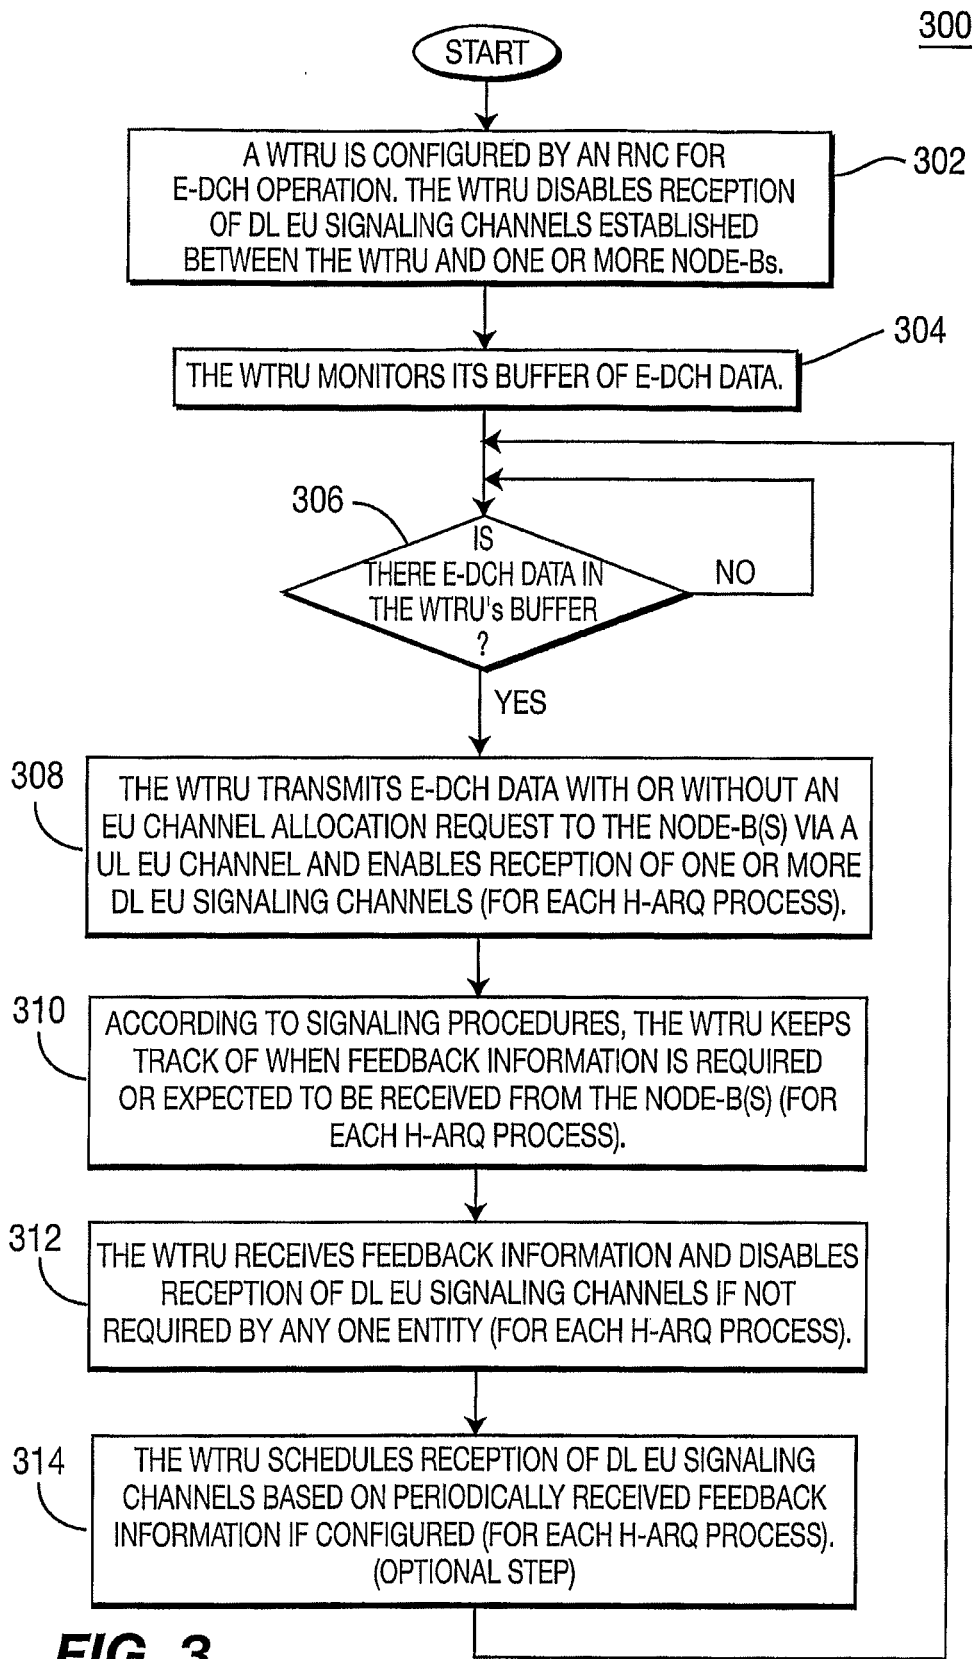 300
START
A WTRU IS CONFIGURED BY AN RNC FOR
E-DCH OPERATION. THE WTRU DISABLES RECEPTION
OF DL EU SIGNALING CHANNELS ESTABLISHED
BETWEEN THE WTRU AND ONE OR MORE NODE-Bs.
302
304
THE WTRU MONITORS ITS BUFFER OF E-DCH DATA.
306
IS
THERE E-DCH DATA IN
THE WTRU's BUFFER
?
NO
YES
308
THE WTRU TRANSMITS E-DCH DATA WITH OR WITHOUT AN
EU CHANNEL ALLOCATION REQUEST TO THE NODE-B(S) VIA A
UL EU CHANNEL AND ENABLES RECEPTION OF ONE OR MORE
DL EU SIGNALING CHANNELS (FOR EACH H-ARQ PROCESS).
310
ACCORDING TO SIGNALING PROCEDURES, THE WTRU KEEPS
TRACK OF WHEN FEEDBACK INFORMATION IS REQUIRED
OR EXPECTED TO BE RECEIVED FROM THE NODE-B(S) (FOR
EACH H-ARQ PROCESS).
312
THE WTRU RECEIVES FEEDBACK INFORMATION AND DISABLES
RECEPTION OF DL EU SIGNALING CHANNELS IF NOT
REQUIRED BY ANY ONE ENTITY (FOR EACH H-ARQ PROCESS).
314
THE WTRU SCHEDULES RECEPTION OF DL EU SIGNALING
CHANNELS BASED ON PERIODICALLY RECEIVED FEEDBACK
INFORMATION IF CONFIGURED (FOR EACH H-ARQ PROCESS).
(OPTIONAL STEP)
FIG. 3